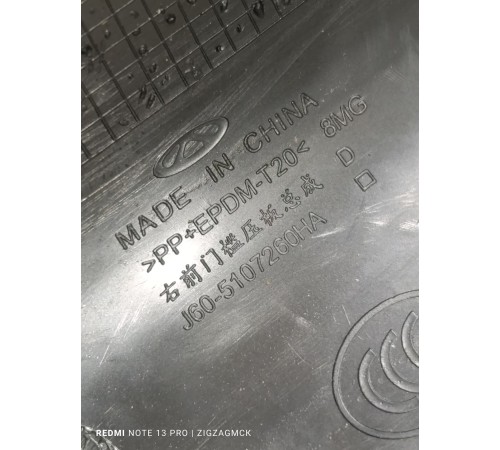 MADE IN CHINA
>PP+EPDM-T20< 8MG
右前门槛压板总成 D
J60-5107260HA
REDMI NOTE 13 PRO | ZIGZAGMCK